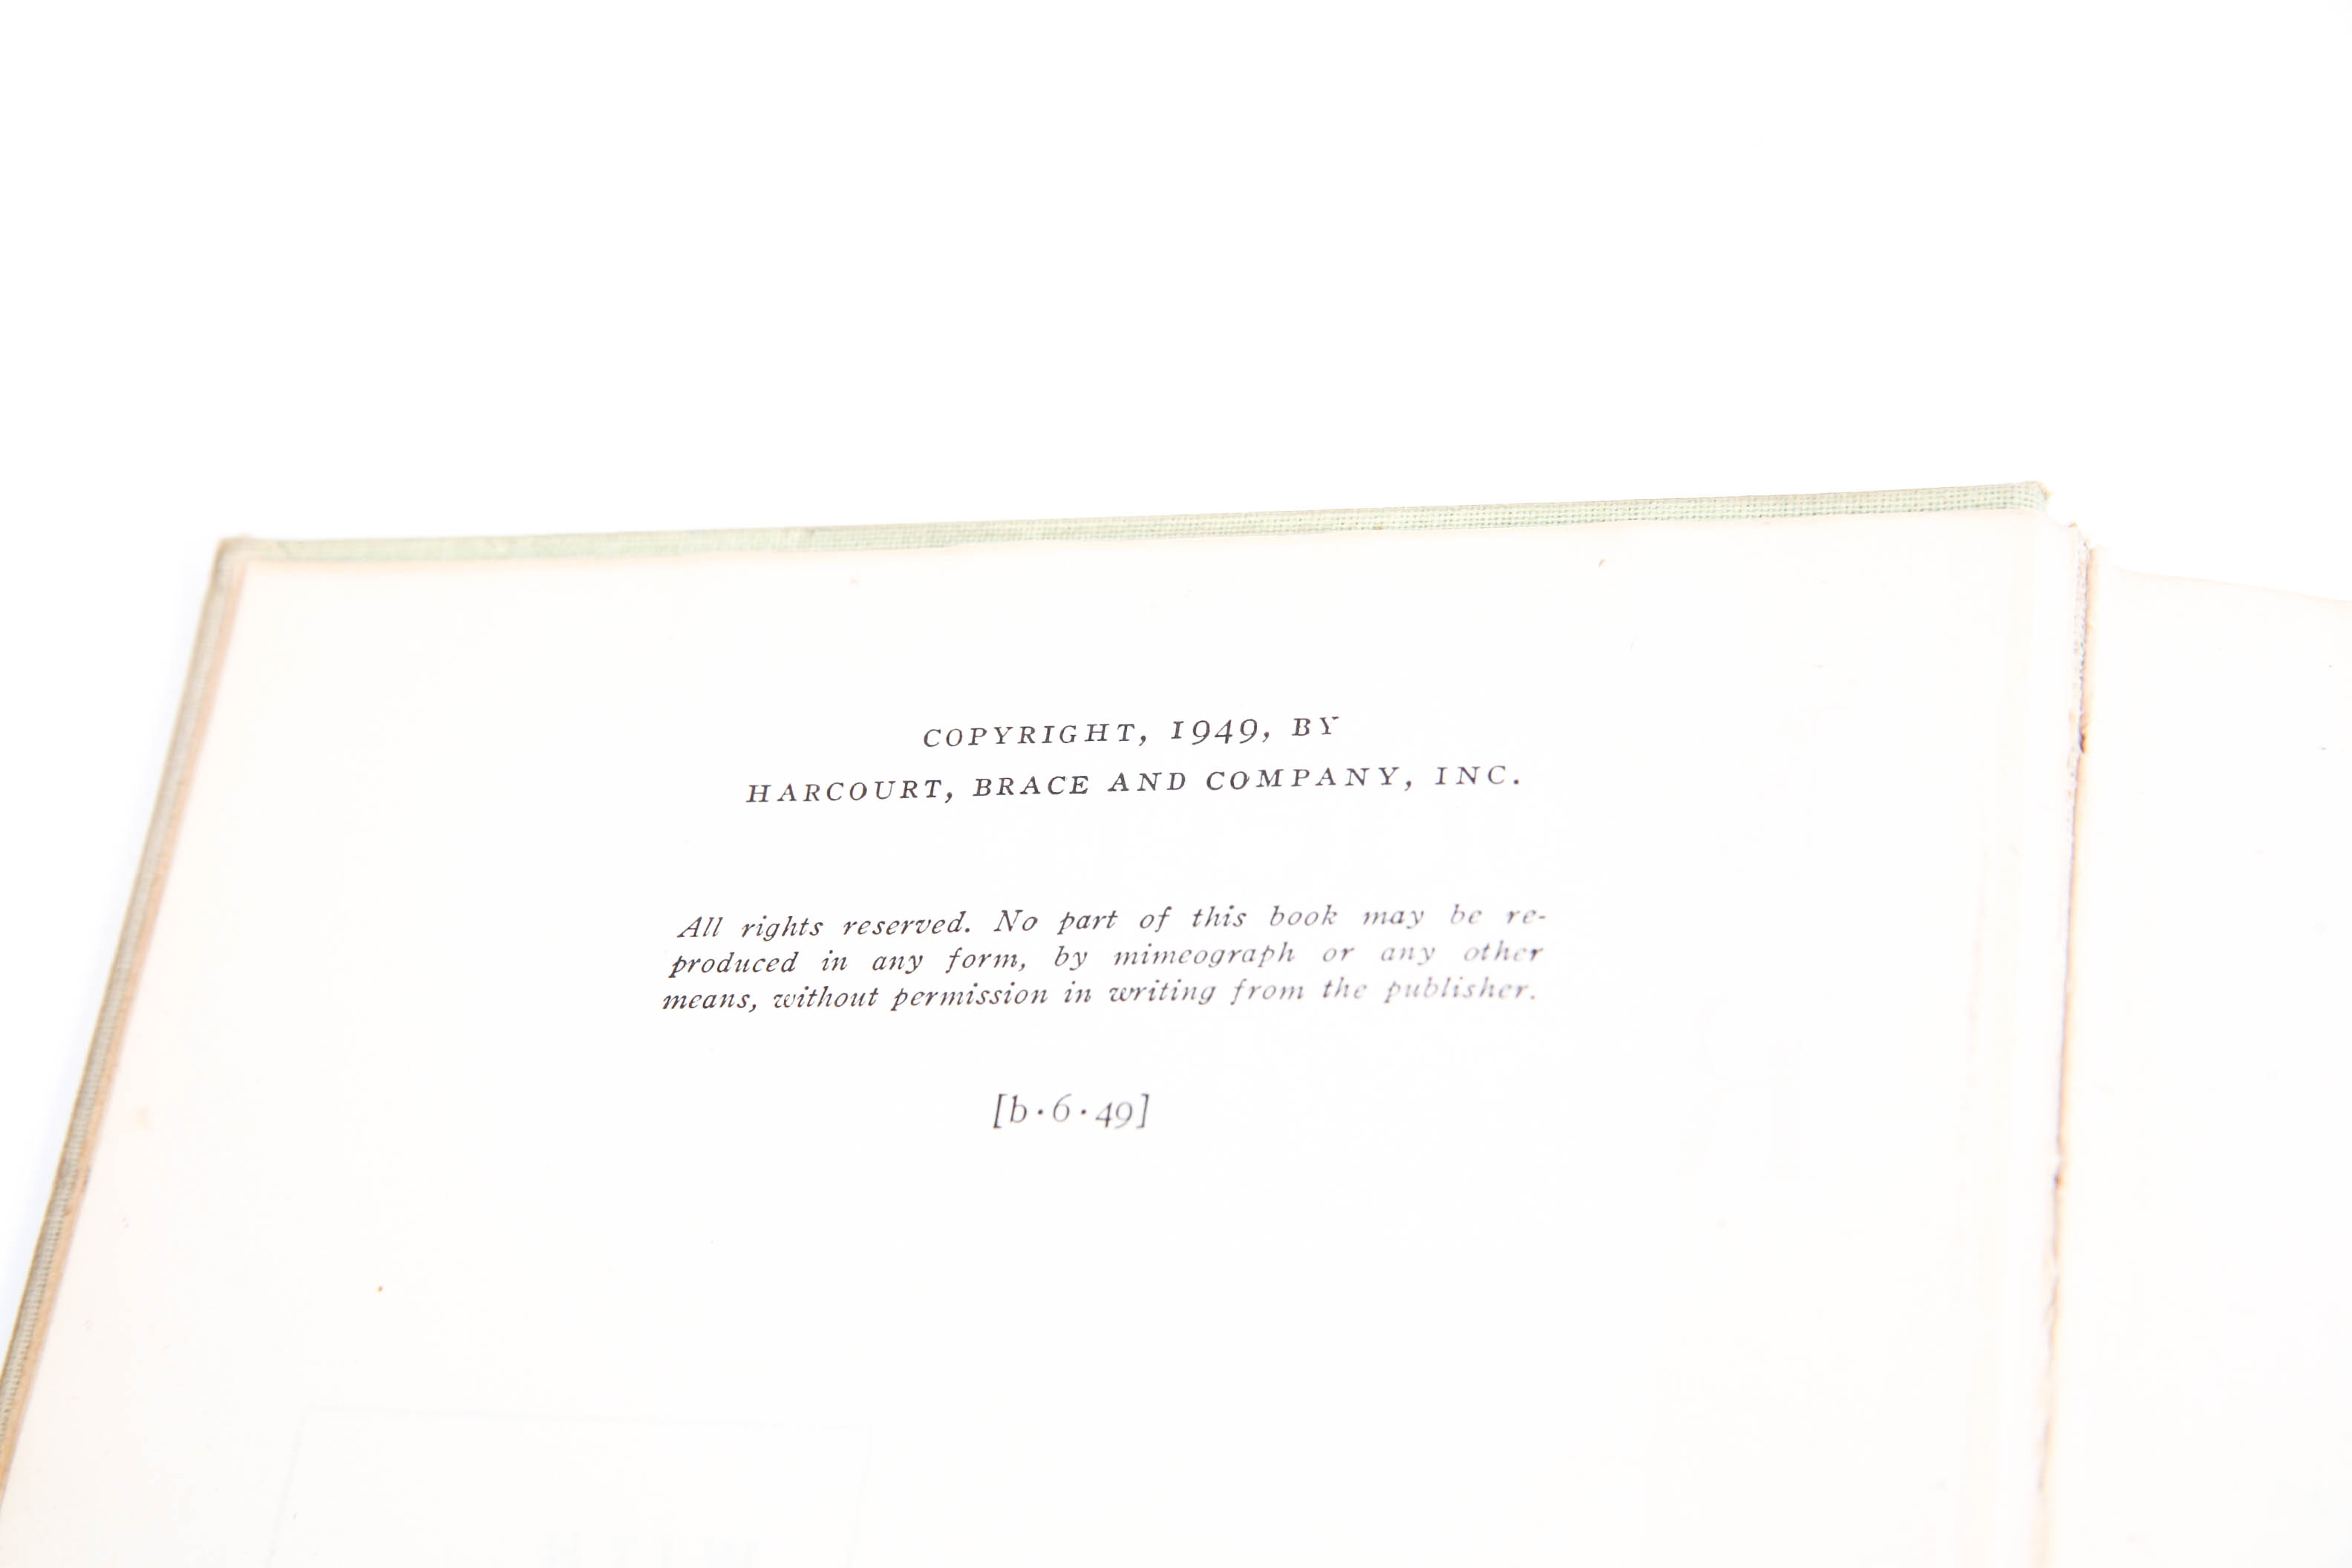 COPYRIGHT, 1949, BY
HARCOURT, BRACE AND COMPANY, INC.
All rights reserved. No part of this book may be re-
produced in any form, by mimeograph or any other
means, without permission in writing from the publisher.
[b·6·49]